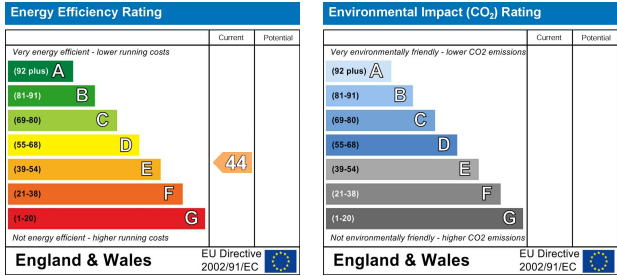 Energy Efficiency Rating
Current Potential
Very energy efficient - lower running costs
(92 plus) A
(81-91) B
(69-80) C
(55-68) D
(39-54) E
44
(21-38) F
(1-20) G
Not energy efficient - higher running costs
England & Wales
EU Directive
2002/91/EC
Environmental Impact (CO₂) Rating
Current Potential
Very environmentally friendly - lower CO2 emissions
(92 plus) A
(81-91) B
(69-80) C
(55-68) D
(39-54) E
(21-38) F
(1-20) G
Not environmentally friendly - higher CO2 emissions
England & Wales
EU Directive
2002/91/EC